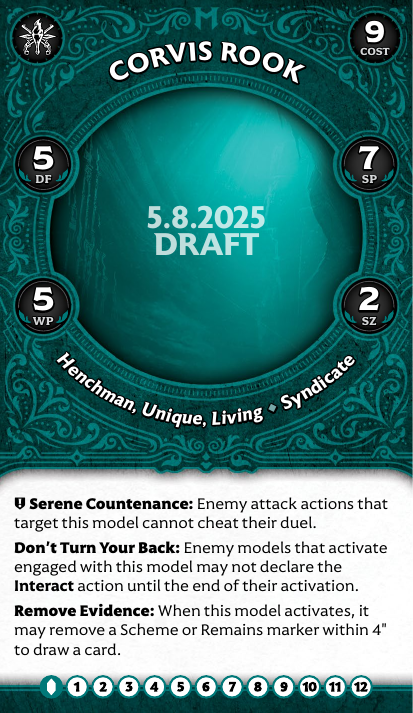 CORVIS ROOK
9
COST
5
DF
7
SP
5.8.2025
DRAFT
5
WP
2
SZ
Henchman, Unique, Living ⬩ Syndicate
Serene Countenance: Enemy attack actions that
target this model cannot cheat their duel.
Don’t Turn Your Back: Enemy models that activate
engaged with this model may not declare the
Interact action until the end of their activation.
Remove Evidence: When this model activates, it
may remove a Scheme or Remains marker within 4"
to draw a card.
1 2 3 4 5 6 7 8 9 10 11 12